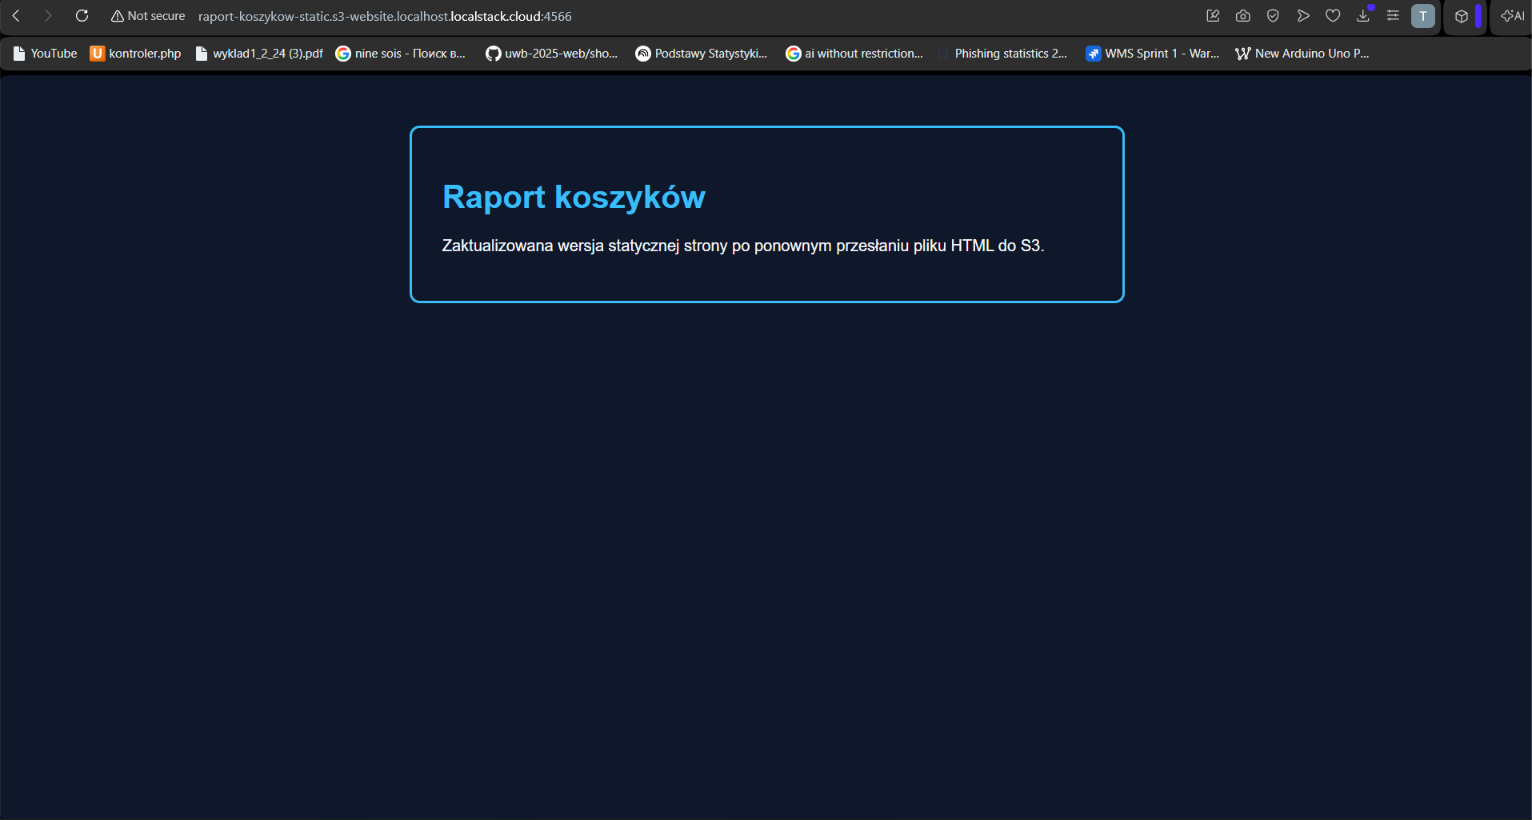 Not secure raport-koszykow-static.s3-website.localhost.localstack.cloud:4566 T AI
YouTube U kontroler.php wyklad1_2_24 (3).pdf nine sois - Поиск в... uwb-2025-web/sho... Podstawy Statystyki... ai without restriction... Phishing statistics 2... WMS Sprint 1 - War... New Arduino Uno P...
Raport koszyków
Zaktualizowana wersja statycznej strony po ponownym przesłaniu pliku HTML do S3.